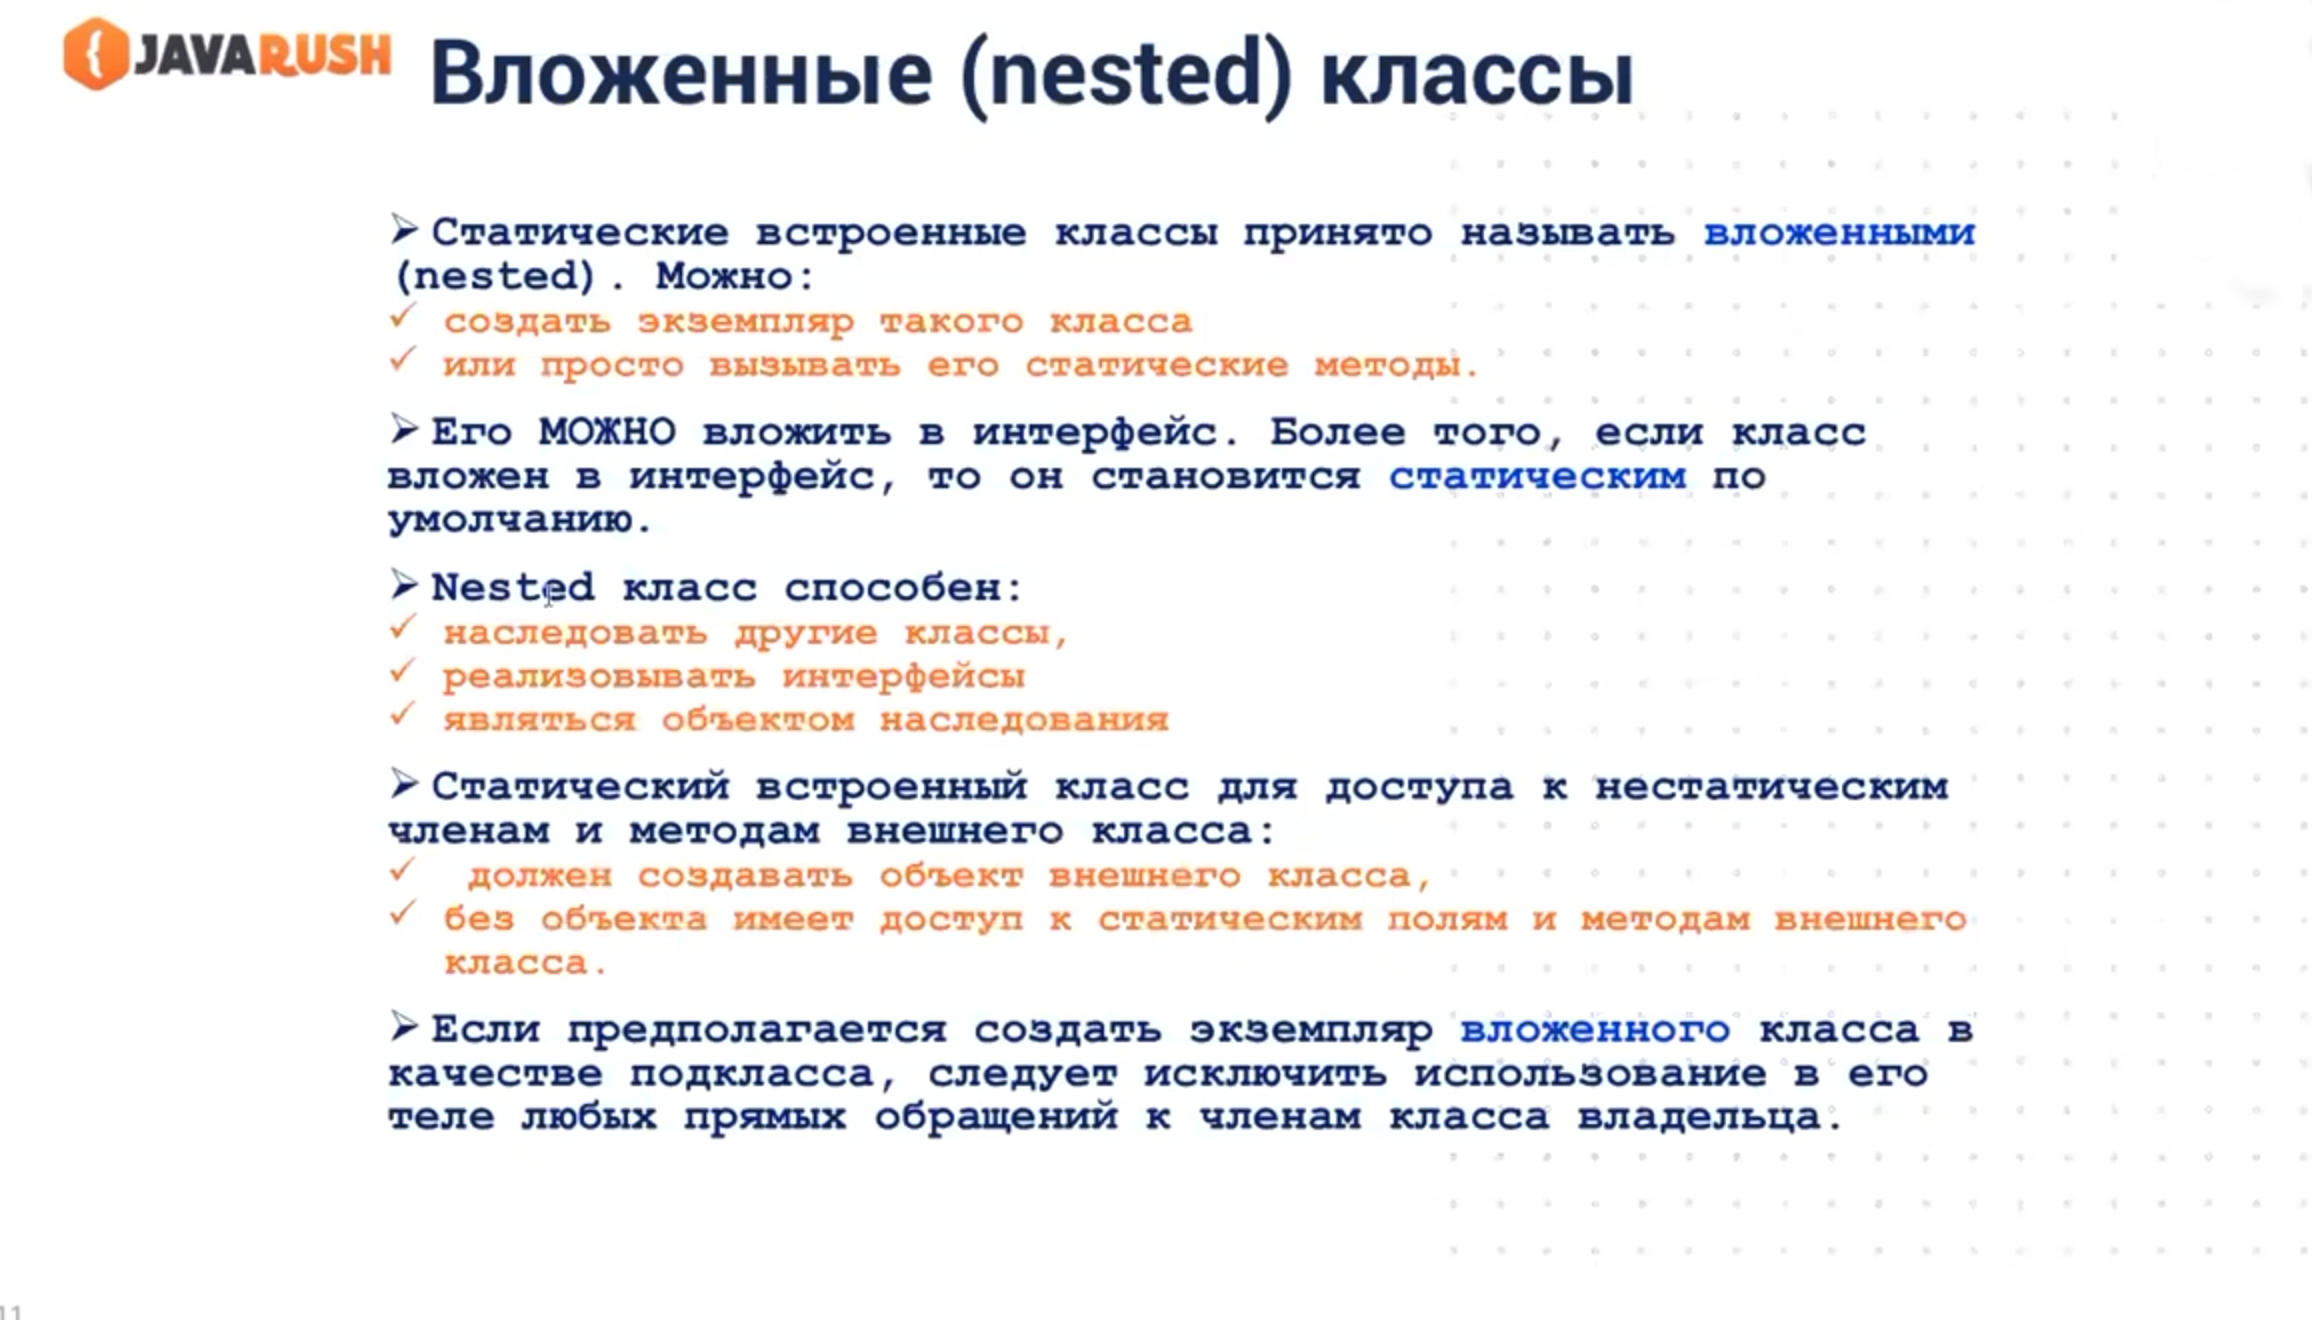 JAVARUSH
Вложенные (nested) классы
➢ Статические встроенные классы принято называть вложенными
(nested). Можно:
✓ создать экземпляр такого класса
✓ или просто вызывать его статические методы.
➢ Его МОЖНО вложить в интерфейс. Более того, если класс
вложен в интерфейс, то он становится статическим по
умолчанию.
➢ Nested класс способен:
✓ наследовать другие классы,
✓ реализовывать интерфейсы
✓ являться объектом наследования
➢ Статический встроенный класс для доступа к нестатическим
членам и методам внешнего класса:
✓ должен создавать объект внешнего класса,
✓ без объекта имеет доступ к статическим полям и методам внешнего
класса.
➢ Если предполагается создать экземпляр вложенного класса в
качестве подкласса, следует исключить использование в его
теле любых прямых обращений к членам класса владельца.
11